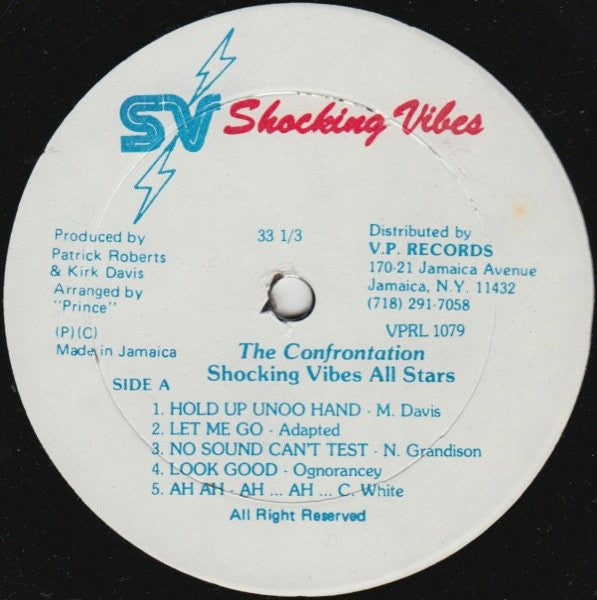 SV Shocking Vibes
Produced by
Patrick Roberts
& Kirk Davis
Arranged by
"Prince"
(P)(C)
Made in Jamaica
33 1/3
Distributed by
V.P. RECORDS
170-21 Jamaica Avenue
Jamaica, N.Y. 11432
(718) 291-7058
VPRL 1079
The Confrontation
Shocking Vibes All Stars
SIDE A
1. HOLD UP UNOO HAND - M. Davis
2. LET ME GO - Adapted
3. NO SOUND CAN'T TEST - N. Grandison
4. LOOK GOOD - Ognorancey
5. AH AH - AH ... AH ... C. White
All Right Reserved